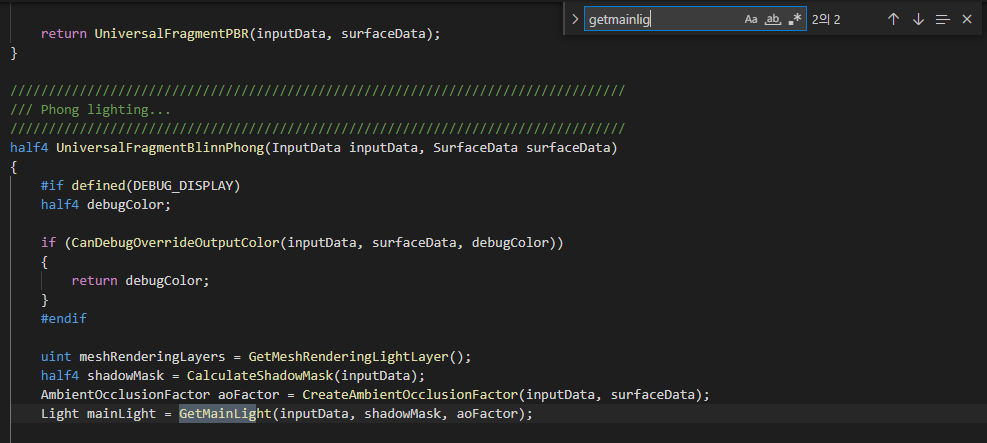 getmainlig Aa ab, .* 2의 2
return UniversalFragmentPBR(inputData, surfaceData);
}
////////////////////////////////////////////////////////////////////////////////
/// Phong lighting...
////////////////////////////////////////////////////////////////////////////////
half4 UniversalFragmentBlinnPhong(InputData inputData, SurfaceData surfaceData)
{
#if defined(DEBUG_DISPLAY)
half4 debugColor;
if (CanDebugOverrideOutputColor(inputData, surfaceData, debugColor))
{
return debugColor;
}
#endif
uint meshRenderingLayers = GetMeshRenderingLightLayer();
half4 shadowMask = CalculateShadowMask(inputData);
AmbientOcclusionFactor aoFactor = CreateAmbientOcclusionFactor(inputData, surfaceData);
Light mainLight = GetMainLight(inputData, shadowMask, aoFactor);